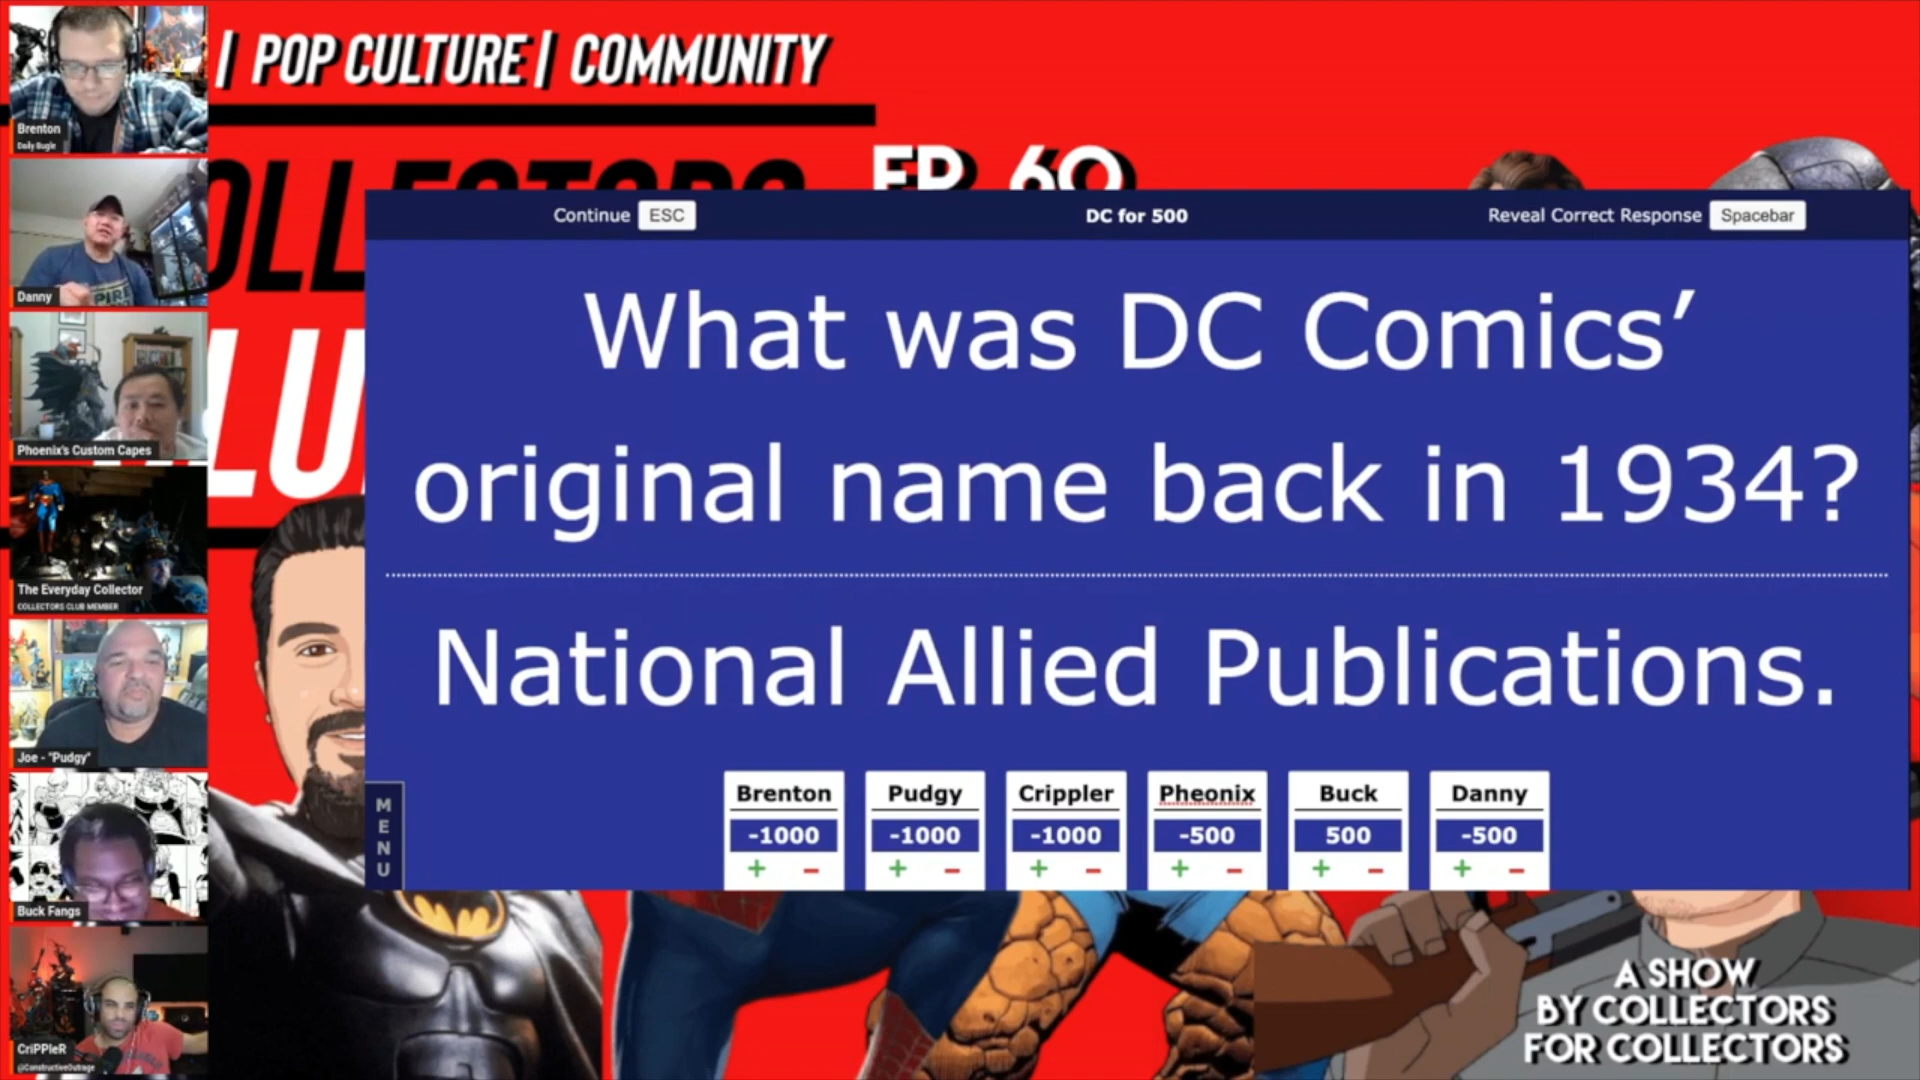 | POP CULTURE | COMMUNITY
EP. 60
Continue ESC
DC for 500
Reveal Correct Response Spacebar
What was DC Comics’
original name back in 1934?
National Allied Publications.
MENU
Brenton
-1000
+ −
Pudgy
-1000
+ −
Crippler
-1000
+ −
Pheonix
-500
+ −
Buck
500
+ −
Danny
-500
+ −
Brenton
Daily Bugle
Danny
Phoenix's Custom Capes
The Everyday Collector
COLLECTORS CLUB MEMBER
Joe - "Pudgy"
Buck Fangs
CriPPleR
@ConstructiveOutrage
A SHOW
BY COLLECTORS
FOR COLLECTORS